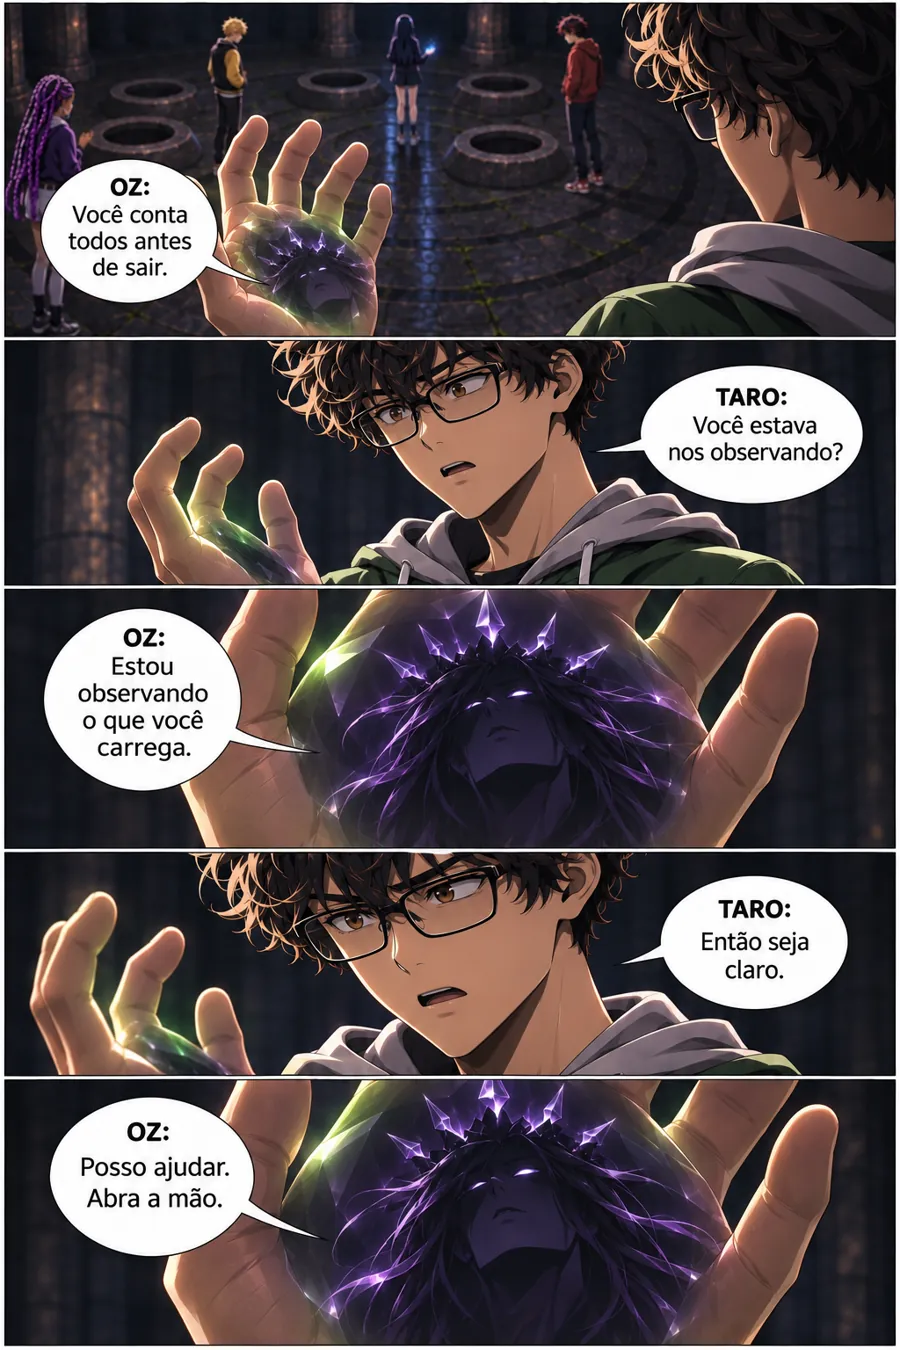 OZ:
Você conta
todos antes
de sair.
TARO:
Você estava
nos observando?
OZ:
Estou
observando
o que você
carrega.
TARO:
Então seja
claro.
OZ:
Posso ajudar.
Abra a mão.